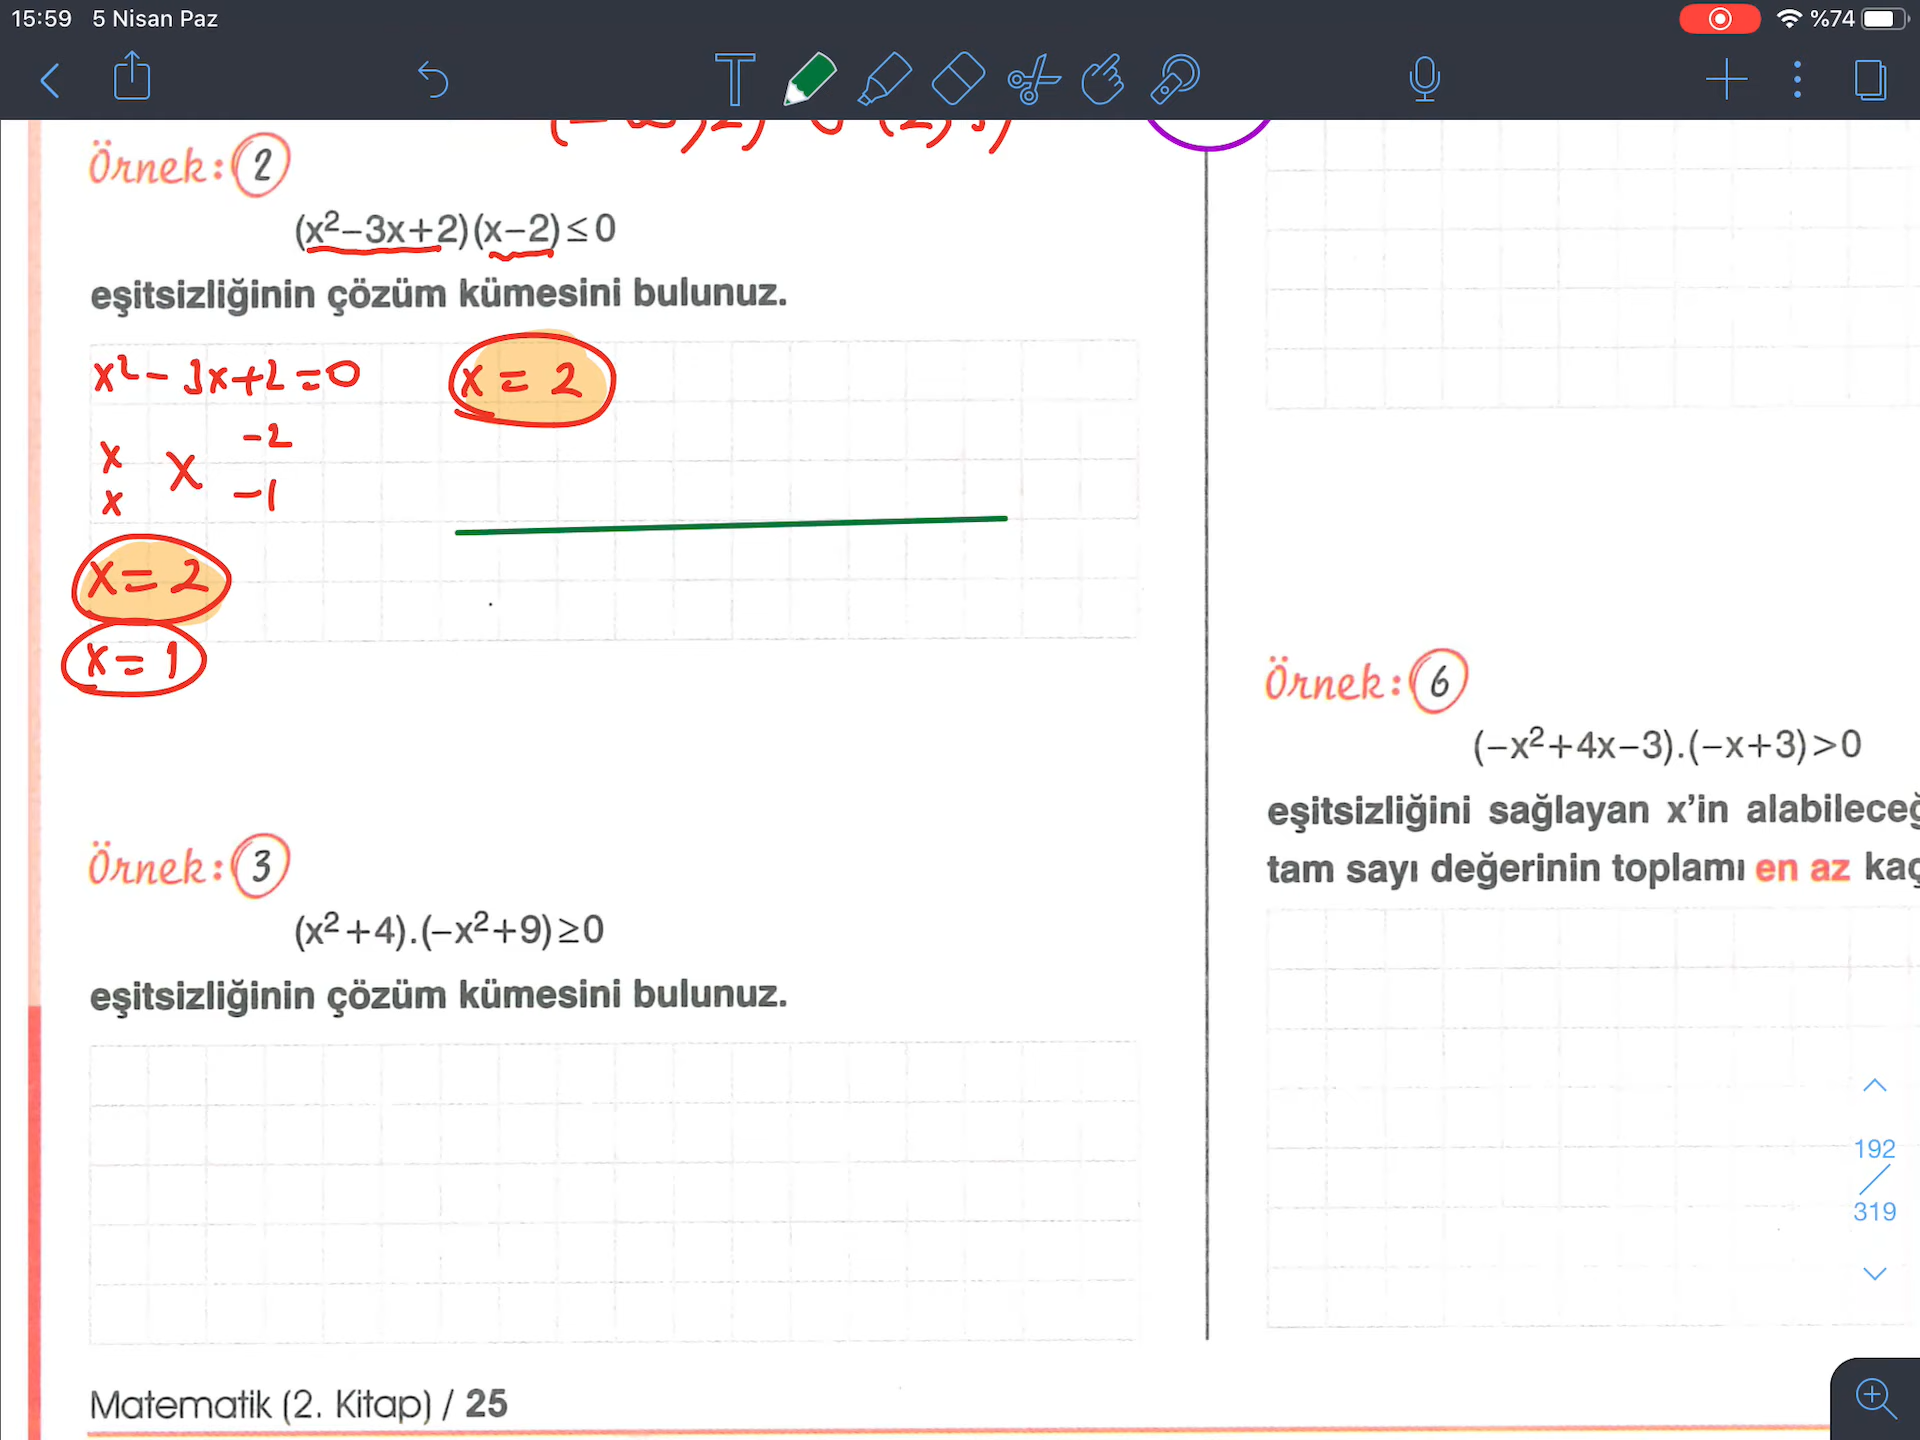 15:59 5 Nisan Paz
%74
Örnek: 2
(x²−3x+2)(x−2)≤0
eşitsizliğinin çözüm kümesini bulunuz.
x² − 3x+2 = 0
x = 2
x x −2
x −1
x = 2
x = 1
Örnek: 3
(x²+4).(−x²+9)≥0
eşitsizliğinin çözüm kümesini bulunuz.
Matematik (2. Kitap) / 25
Örnek: 6
(−x²+4x−3).(−x+3)>0
eşitsizliğini sağlayan x'in
tam sayı değerinin toplamı en az
192
319